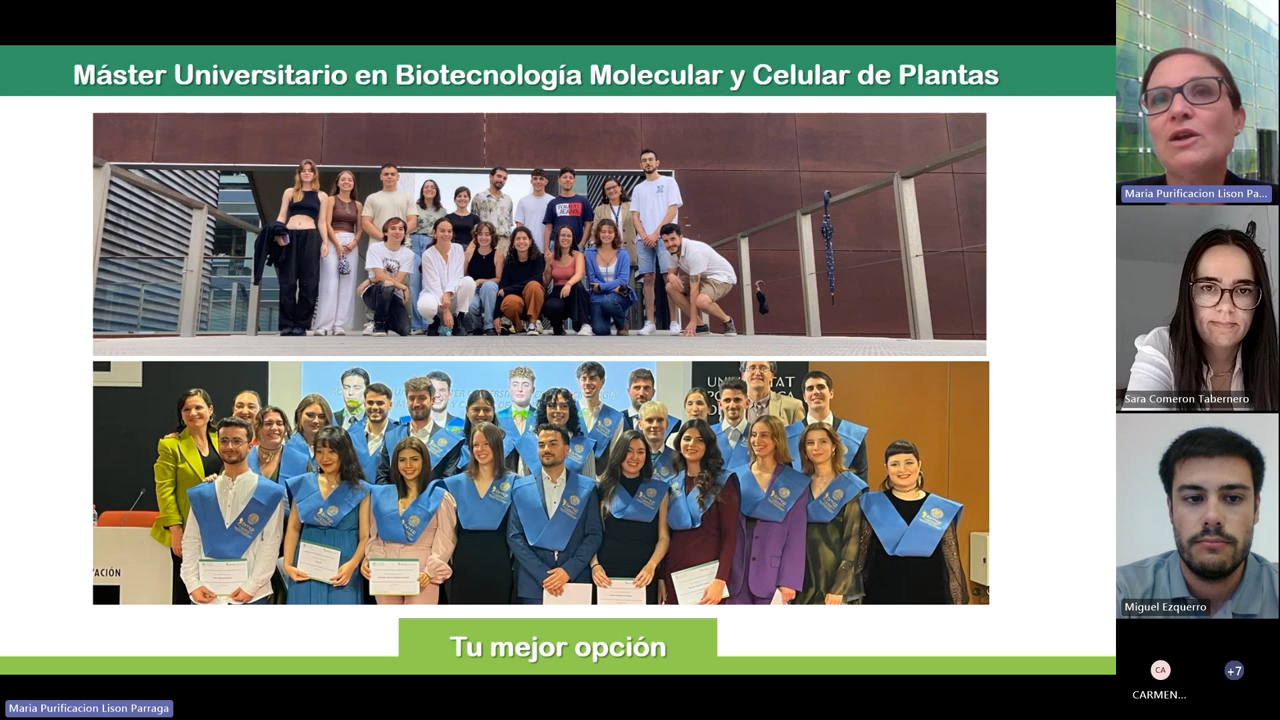 Máster Universitario en Biotecnología Molecular y Celular de Plantas
Maria Purificacion Lison Pa...
Sara Comeron Tabernero
Miguel Ezquerro
VACIÓN
Tu mejor opción
CA
+7
CARMEN...
Maria Purificacion Lison Parraga